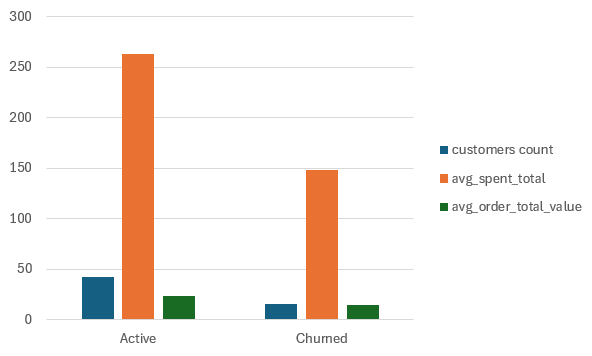 300
250
200
150
100
50
0
Active
Churned
customers count
avg_spent_total
avg_order_total_value